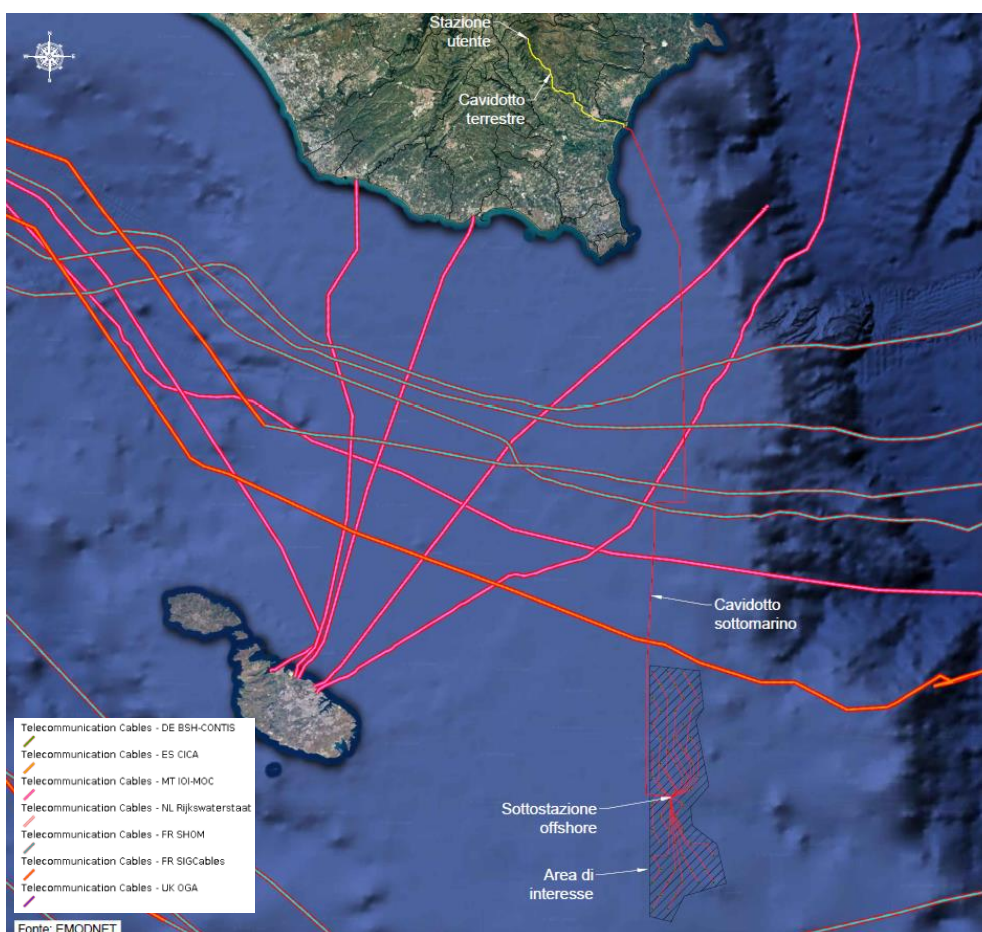 Stazione
utente
Cavidotto
terrestre
Cavidotto
sottomarino
Sottostazione
offshore
Area di
interesse
Telecommunication Cables - DE BSH-CONTIS
Telecommunication Cables - ES CICA
Telecommunication Cables - MT IOI-MOC
Telecommunication Cables - NL Rijkswaterstaat
Telecommunication Cables - FR SHOM
Telecommunication Cables - FR SIGCables
Telecommunication Cables - UK OGA
Fonte: EMODNET